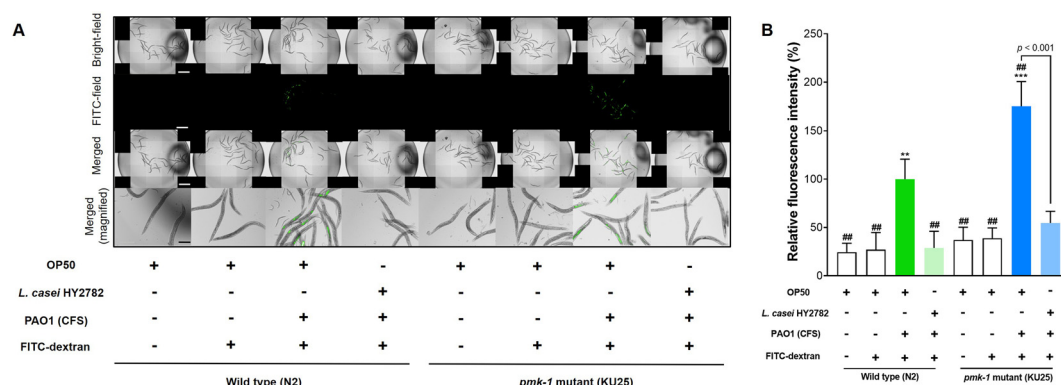 A
Bright-field
FITC-field
Merged
Merged
(magnified)
OP50 + + + - + + + -
L. casei HY2782 - - - + - - - +
PAO1 (CFS) - - + + - - + +
FITC-dextran - + + + - + + +
Wild type (N2) pmk-1 mutant (KU25)
B
Relative fluorescence intensity (%)
250
200
150
100
50
0
## ## ** ## ## ## ## ***
p < 0.001
OP50 + + + - + + + -
L. casei HY2782 - - - + - - - +
PAO1 (CFS) - - + + - - + +
FITC-dextran - + + + - + + +
Wild type (N2) pmk-1 mutant (KU25)